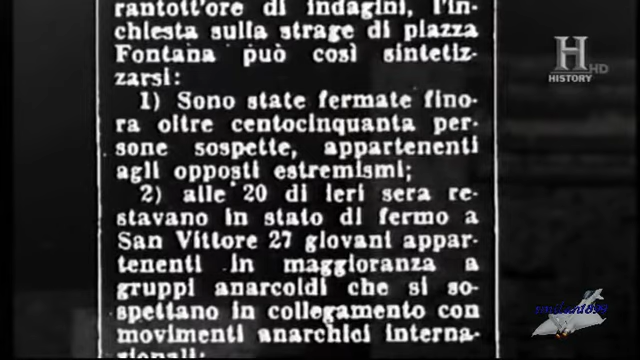 rantott'ore di indagini, l'in-
chiesta sulla strage di piazza
Fontana può così sintetiz-
zarsi:
1) Sono state fermate fino-
ra oltre centocinquanta per-
sone sospette, appartenenti
agli opposti estremismi;
2) alle 20 di ieri sera re-
stavano in stato di fermo a
San Vittore 27 giovani appar-
tenenti in maggioranza a
gruppi anarcoidi che si so-
spettano in collegamento con
movimenti anarchici interna-
zionali;
H
HD
HISTORY